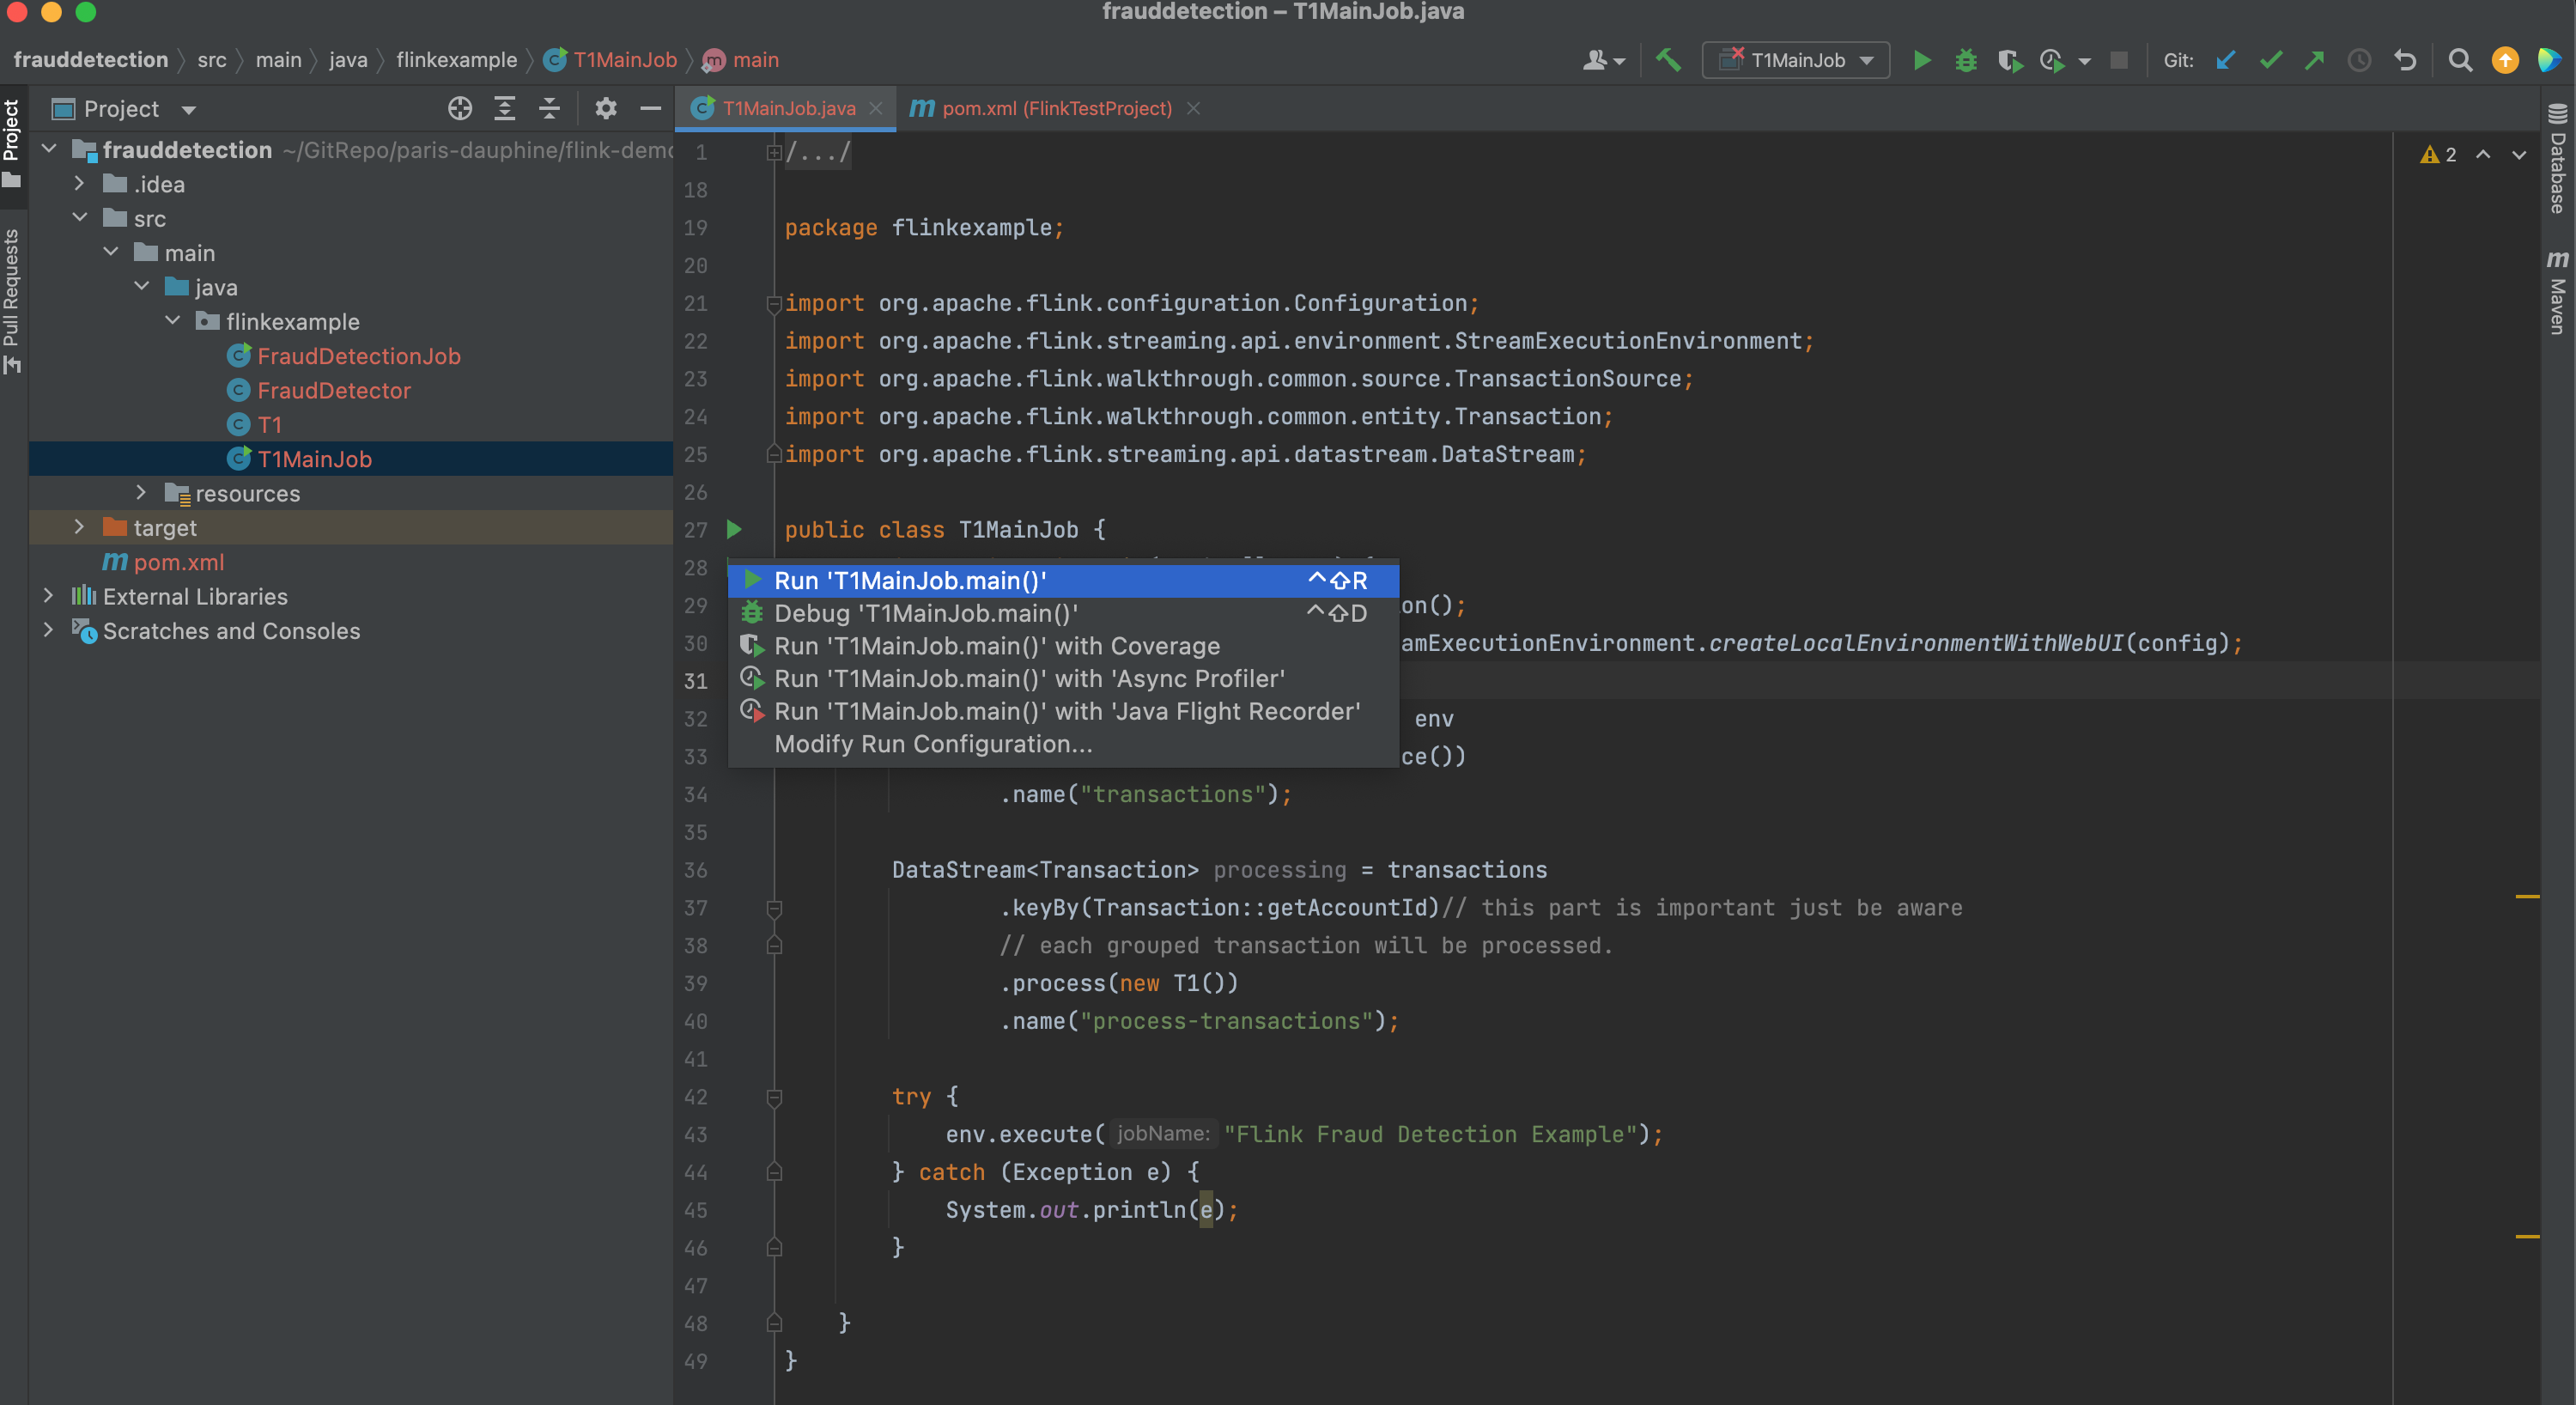 frauddetection – T1MainJob.java
frauddetection src main java flinkexample T1MainJob main
T1MainJob Git:
Project
T1MainJob.java pom.xml (FlinkTestProject)
Project
Pull Requests
Database
Maven
frauddetection ~/GitRepo/paris-dauphine/flink-demo
.idea
src
main
java
flinkexample
FraudDetectionJob
FraudDetector
T1
T1MainJob
resources
target
pom.xml
External Libraries
Scratches and Consoles
2
1 /.../
18
19 package flinkexample;
20
21 import org.apache.flink.configuration.Configuration;
22 import org.apache.flink.streaming.api.environment.StreamExecutionEnvironment;
23 import org.apache.flink.walkthrough.common.source.TransactionSource;
24 import org.apache.flink.walkthrough.common.entity.Transaction;
25 import org.apache.flink.streaming.api.datastream.DataStream;
26
27 public class T1MainJob {
28
Run 'T1MainJob.main()' ^⇧R
Debug 'T1MainJob.main()' ^⇧D
Run 'T1MainJob.main()' with Coverage
Run 'T1MainJob.main()' with 'Async Profiler'
Run 'T1MainJob.main()' with 'Java Flight Recorder'
Modify Run Configuration...
29 on();
30 amExecutionEnvironment.createLocalEnvironmentWithWebUI(config);
31
32 env
33 ce())
34 .name("transactions");
35
36 DataStream<Transaction> processing = transactions
37 .keyBy(Transaction::getAccountId)// this part is important just be aware
38 // each grouped transaction will be processed.
39 .process(new T1())
40 .name("process-transactions");
41
42 try {
43 env.execute( jobName: "Flink Fraud Detection Example");
44 } catch (Exception e) {
45 System.out.println(e);
46 }
47
48 }
49 }